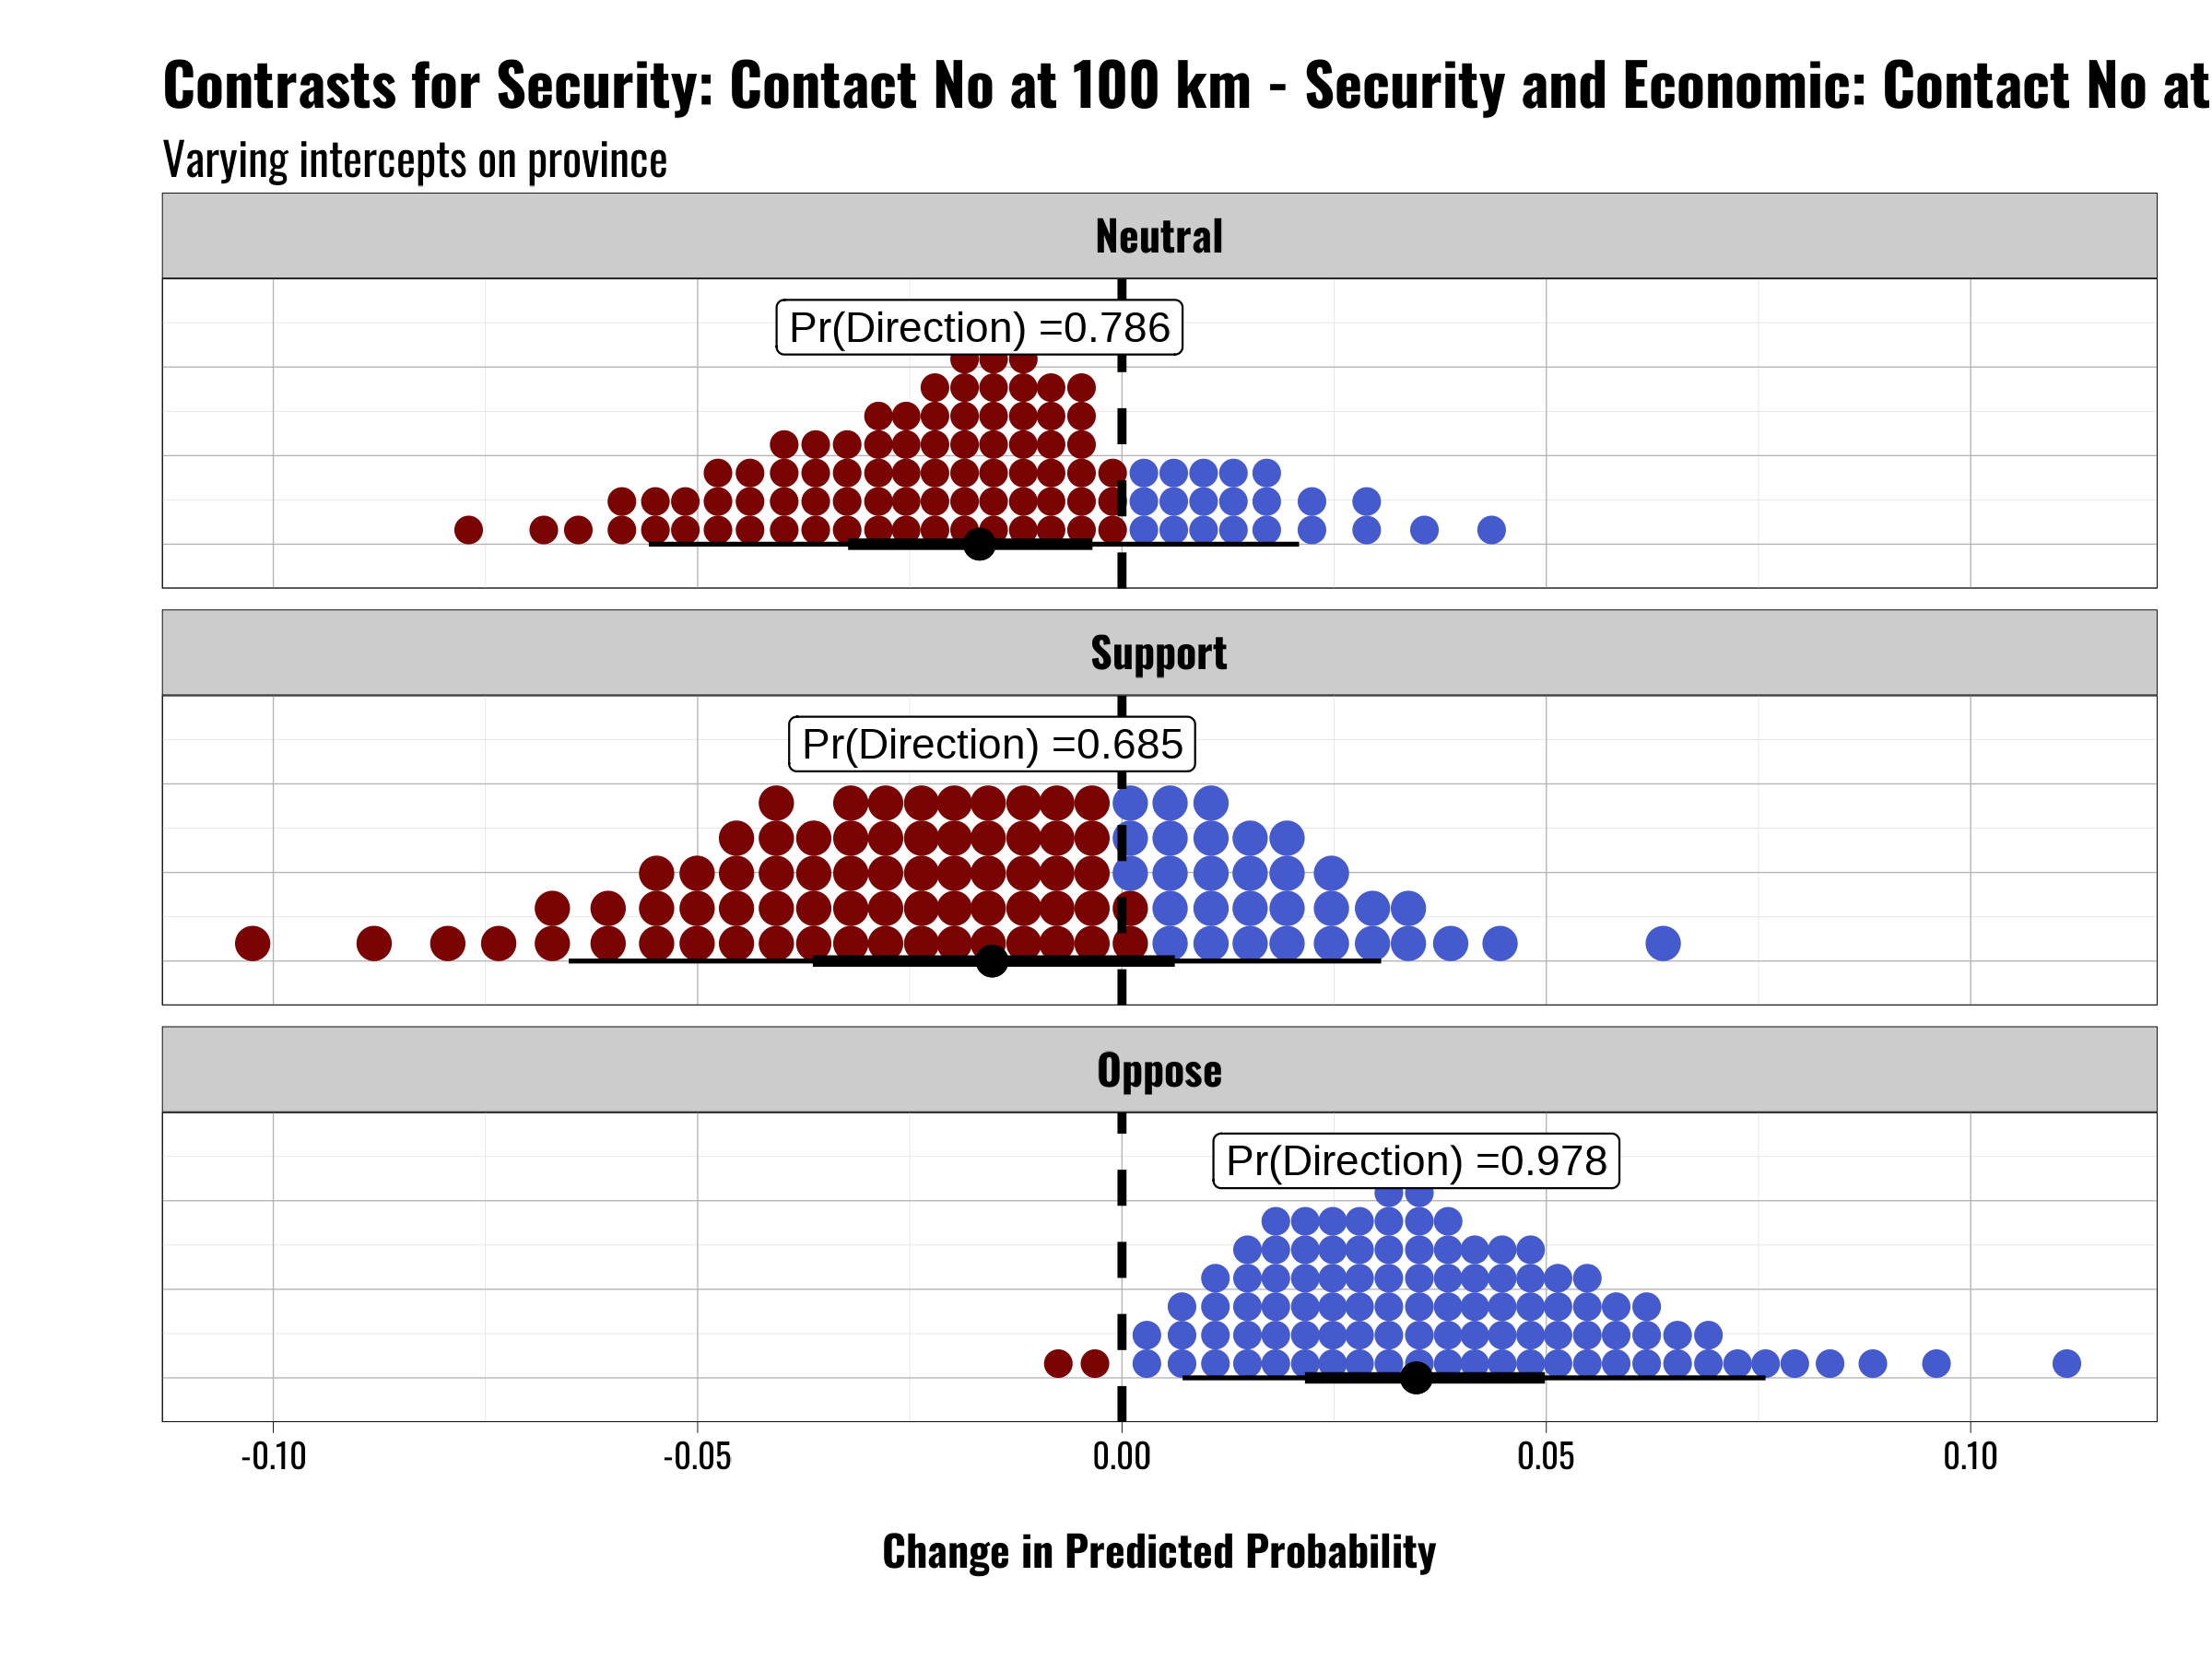 Contrasts for Security: Contact No at 100 km - Security and Economic: Contact No at
Varying intercepts on province
Neutral
Pr(Direction) =0.786
Support
Pr(Direction) =0.685
Oppose
Pr(Direction) =0.978
-0.10 -0.05 0.00 0.05 0.10
Change in Predicted Probability